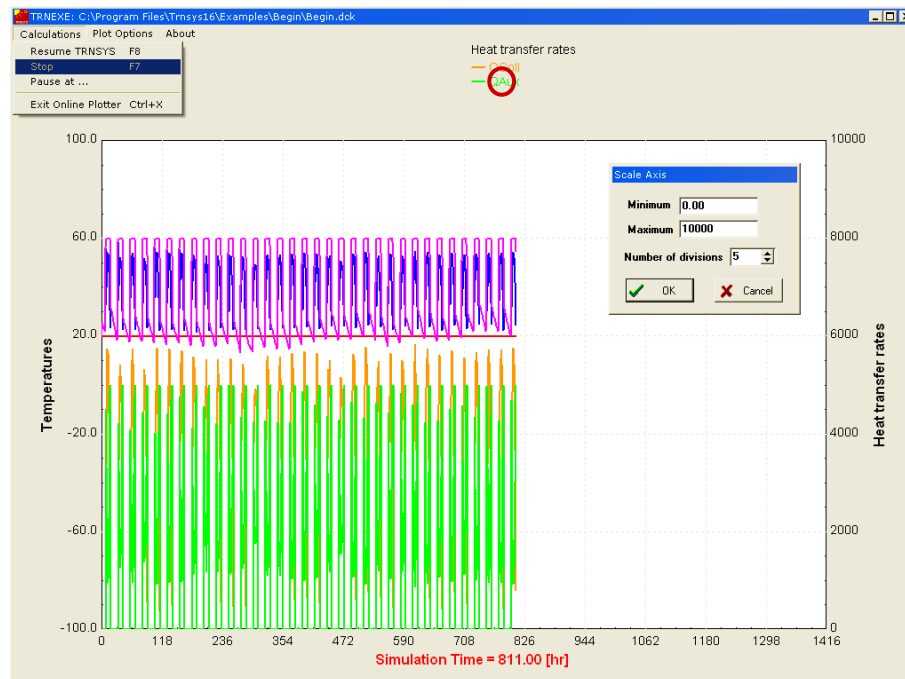 TRNEXE: C:\Program Files\Trnsys16\Examples\Begin\Begin.dck
Calculations Plot Options About
Resume TRNSYS F8
Stop F7
Pause at ...
Exit Online Plotter Ctrl+X
Heat transfer rates
QColl
QAux
100.0
60.0
20.0
-20.0
-60.0
-100.0
Temperatures
10000
8000
6000
4000
2000
0
Heat transfer rates
Scale Axis
Minimum 0.00
Maximum 10000
Number of divisions 5
OK Cancel
0 118 236 354 472 590 708 826 944 1062 1180 1298 1416
Simulation Time = 811.00 [hr]